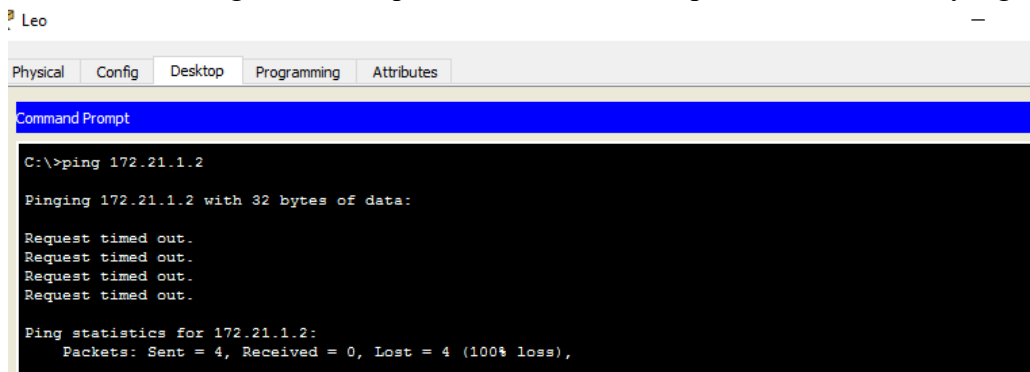 Leo
Physical Config Desktop Programming Attributes
Command Prompt
C:\>ping 172.21.1.2
Pinging 172.21.1.2 with 32 bytes of data:
Request timed out.
Request timed out.
Request timed out.
Request timed out.
Ping statistics for 172.21.1.2:
Packets: Sent = 4, Received = 0, Lost = 4 (100% loss),